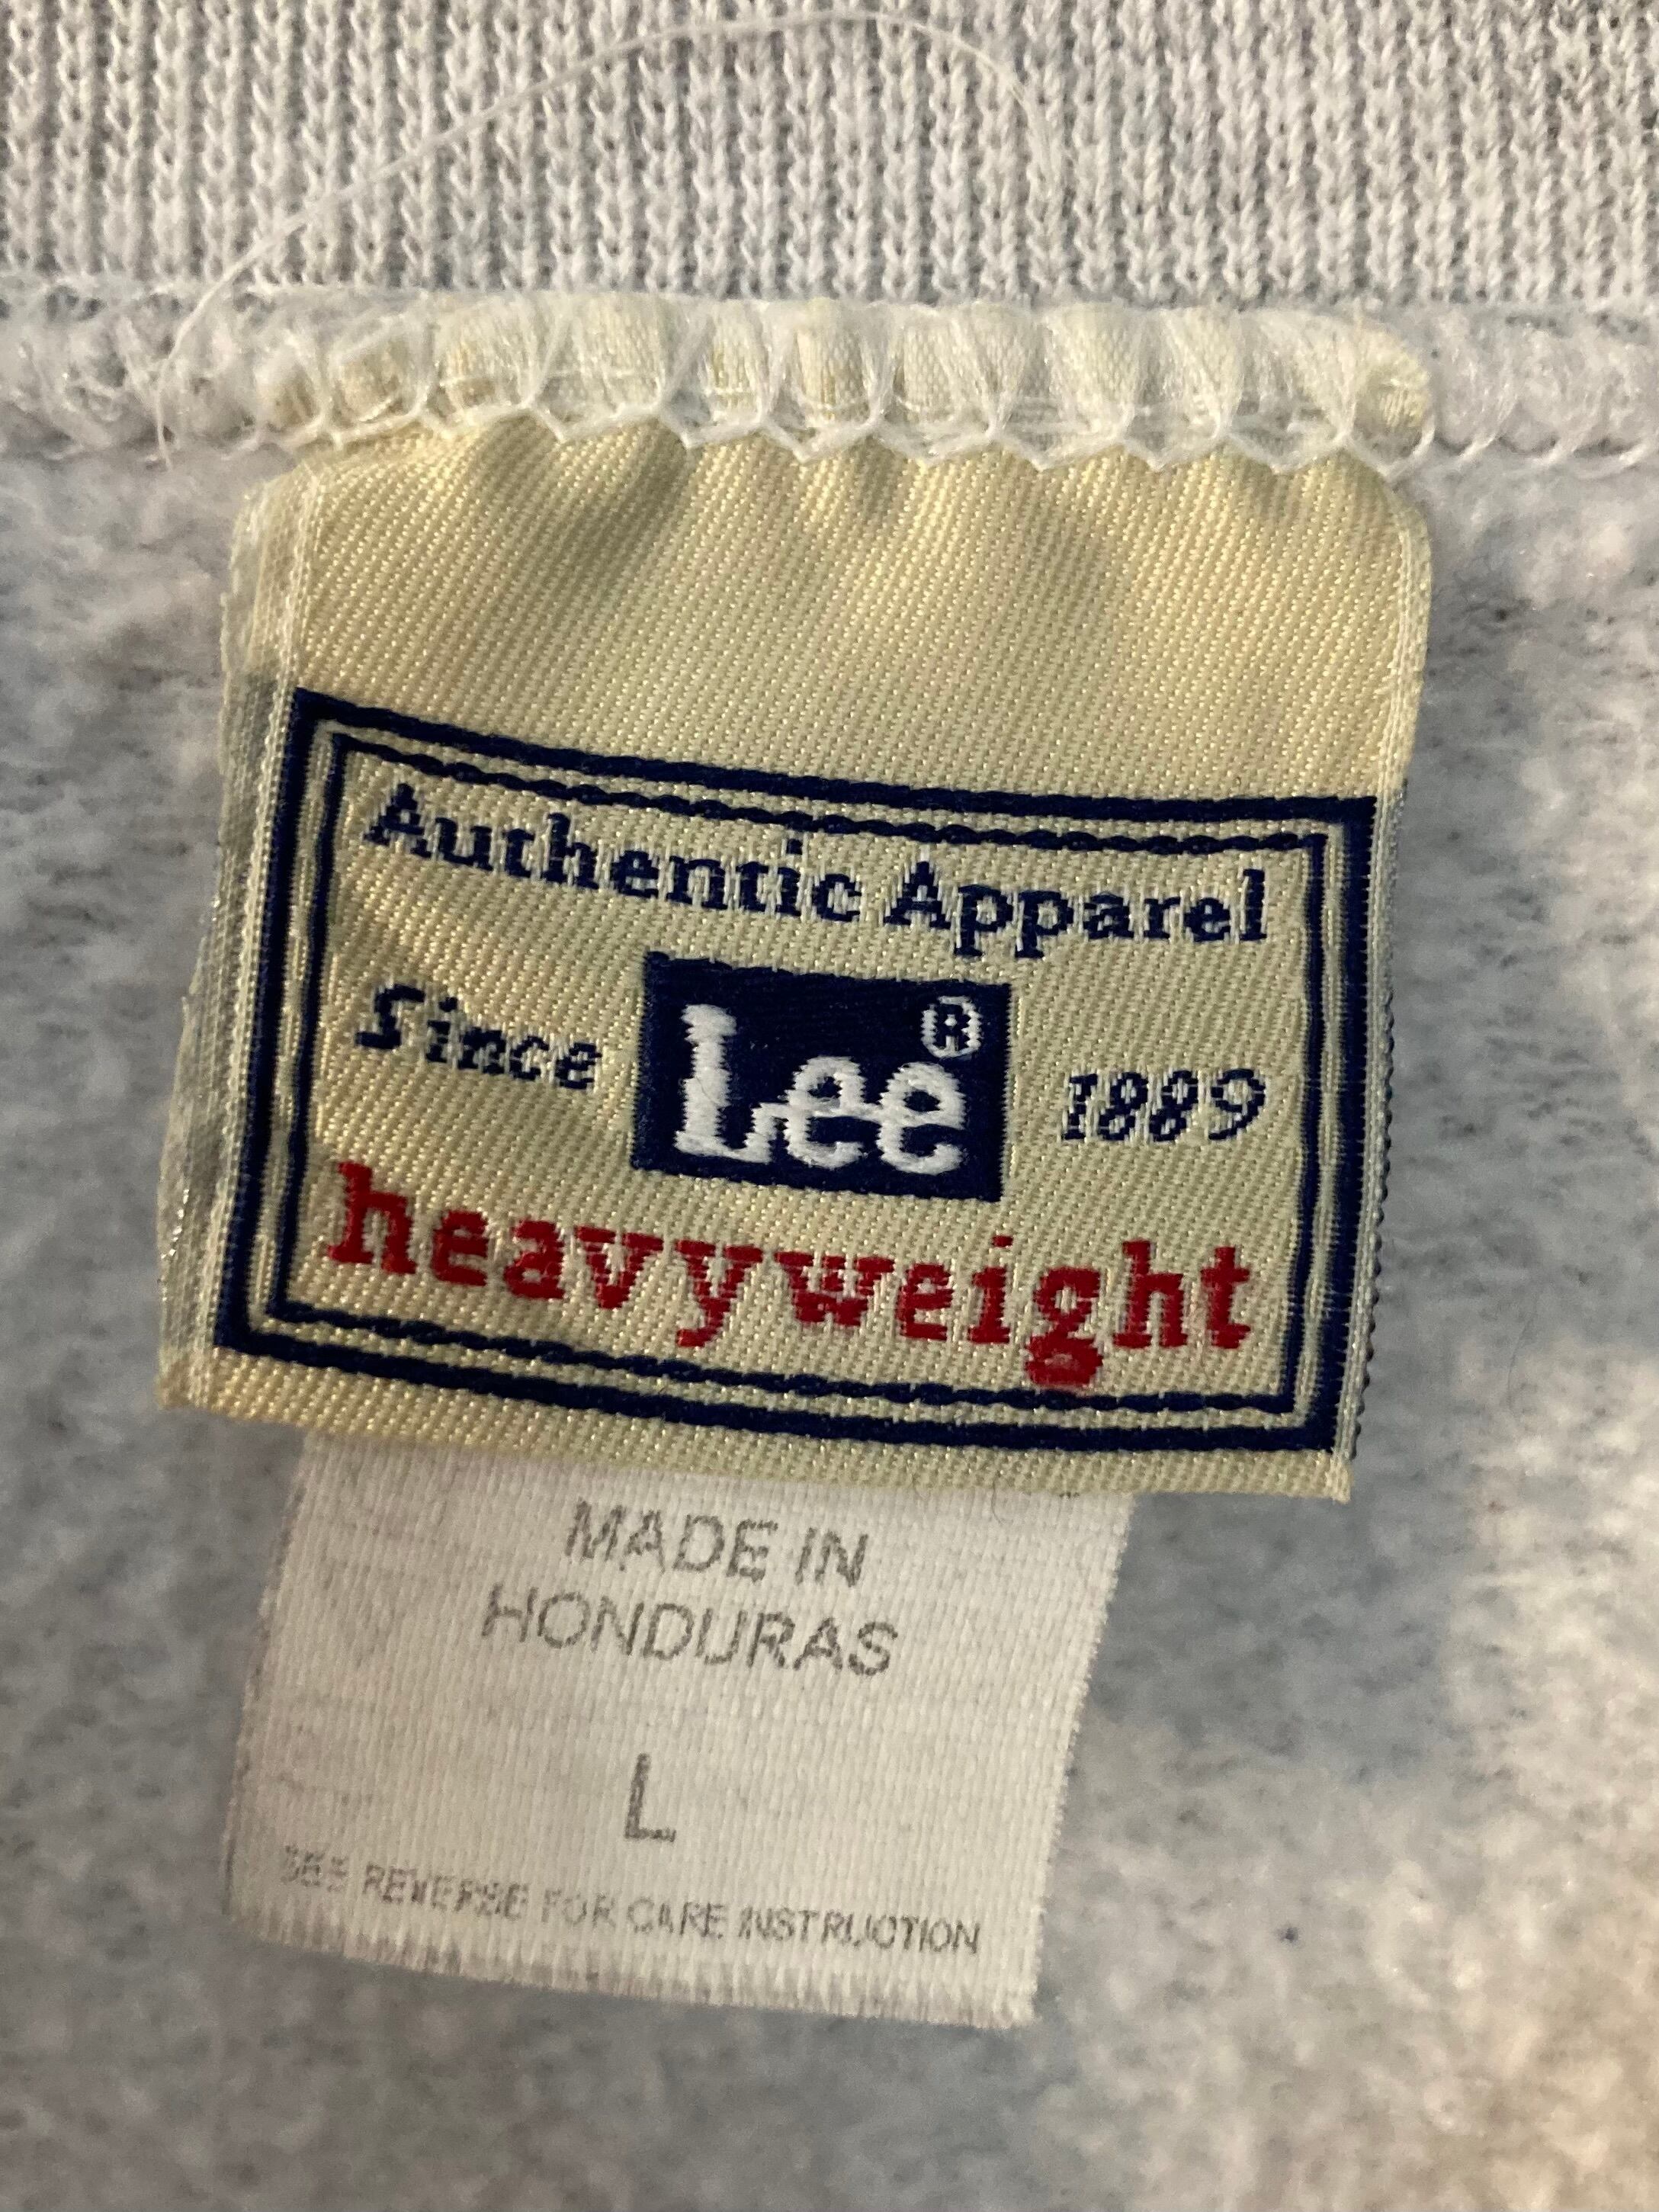 Authentic Apparel
Since Lee® 1889
heavyweight
MADE IN
HONDURAS
L
SEE REVERSE FOR CARE INSTRUCTION